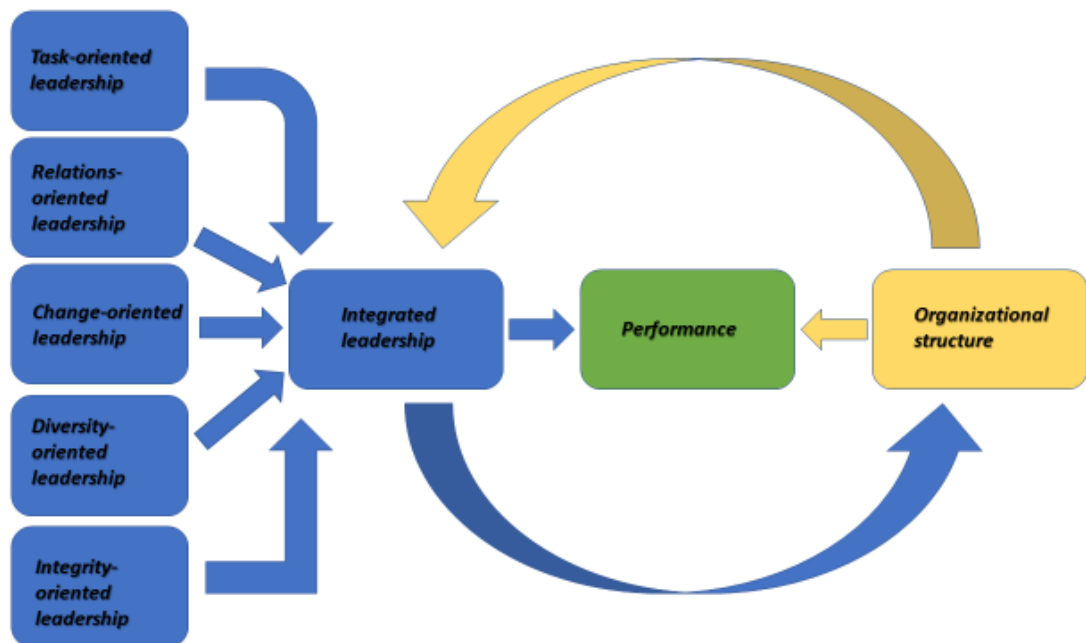 Task-oriented
leadership
Relations-
oriented
leadership
Change-oriented
leadership
Diversity-
oriented
leadership
Integrity-
oriented
leadership
Integrated
leadership
Performance
Organizational
structure